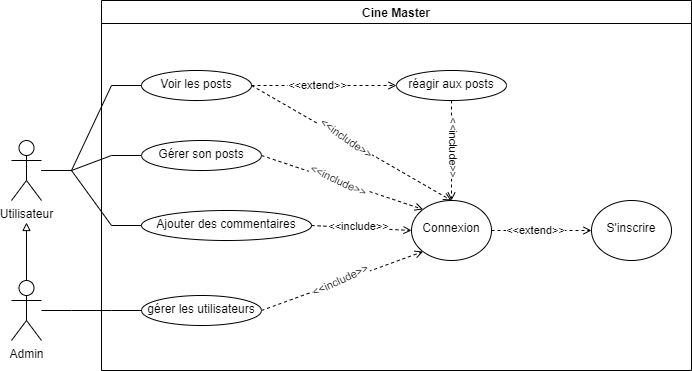 Cine Master
Voir les posts
<<extend>>
réagir aux posts
<<include>>
<<include>>
Gérer son posts
<<include>>
Utilisateur
Ajouter des commentaires
<<include>>
Connexion
<<extend>>
S'inscrire
<<include>>
gérer les utilisateurs
Admin